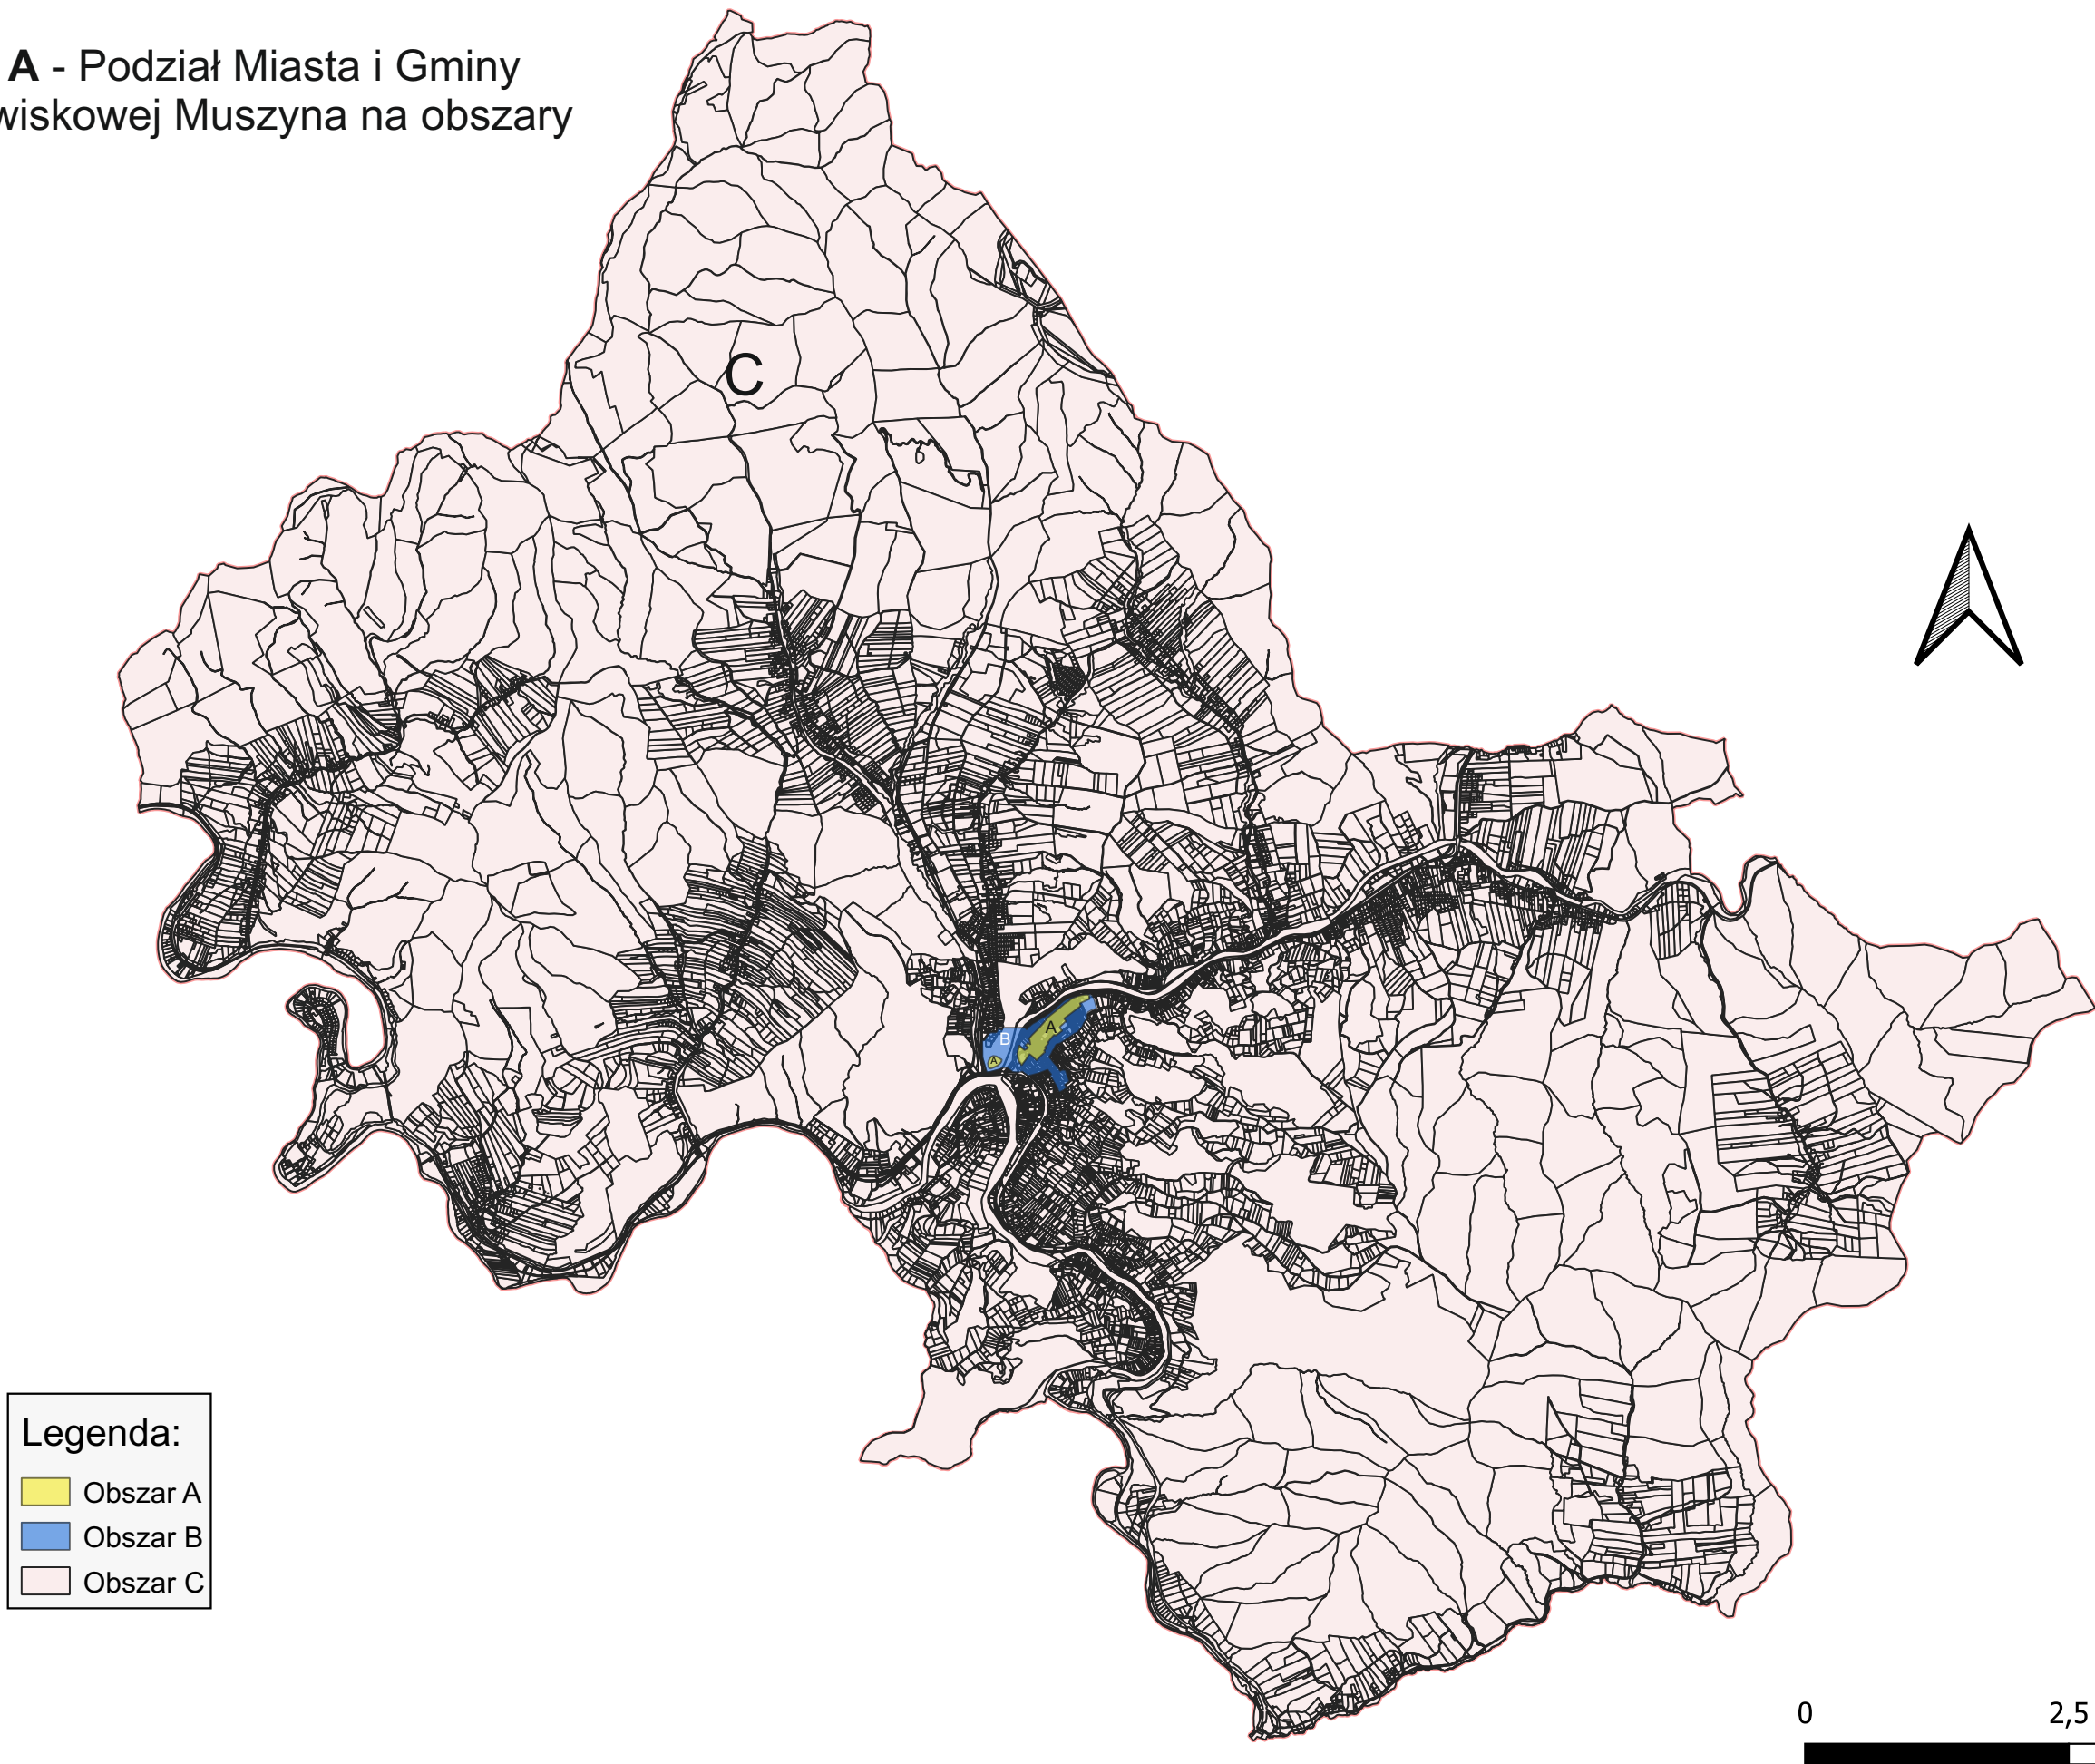 A - Podział Miasta i Gminy
wiskowej Muszyna na obszary
C
A
B
A
Legenda:
Obszar A
Obszar B
Obszar C
0 2,5